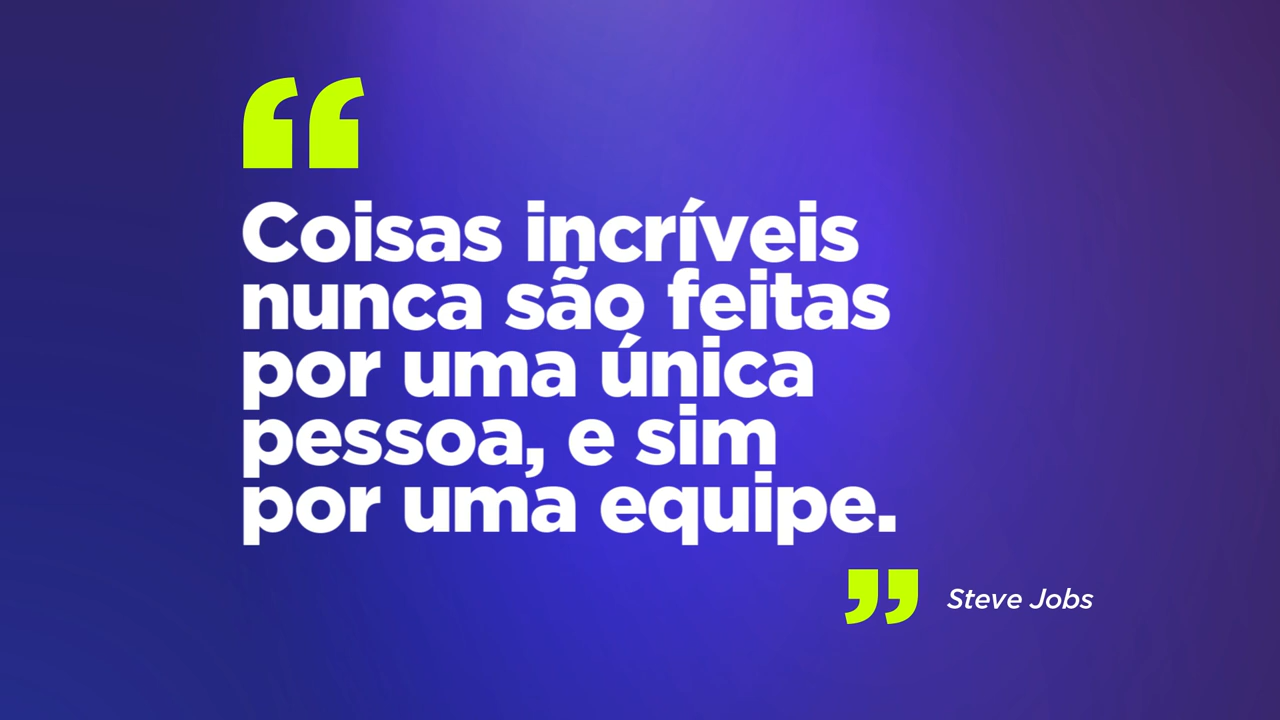 “
Coisas incríveis
nunca são feitas
por uma única
pessoa, e sim
por uma equipe.
” Steve Jobs